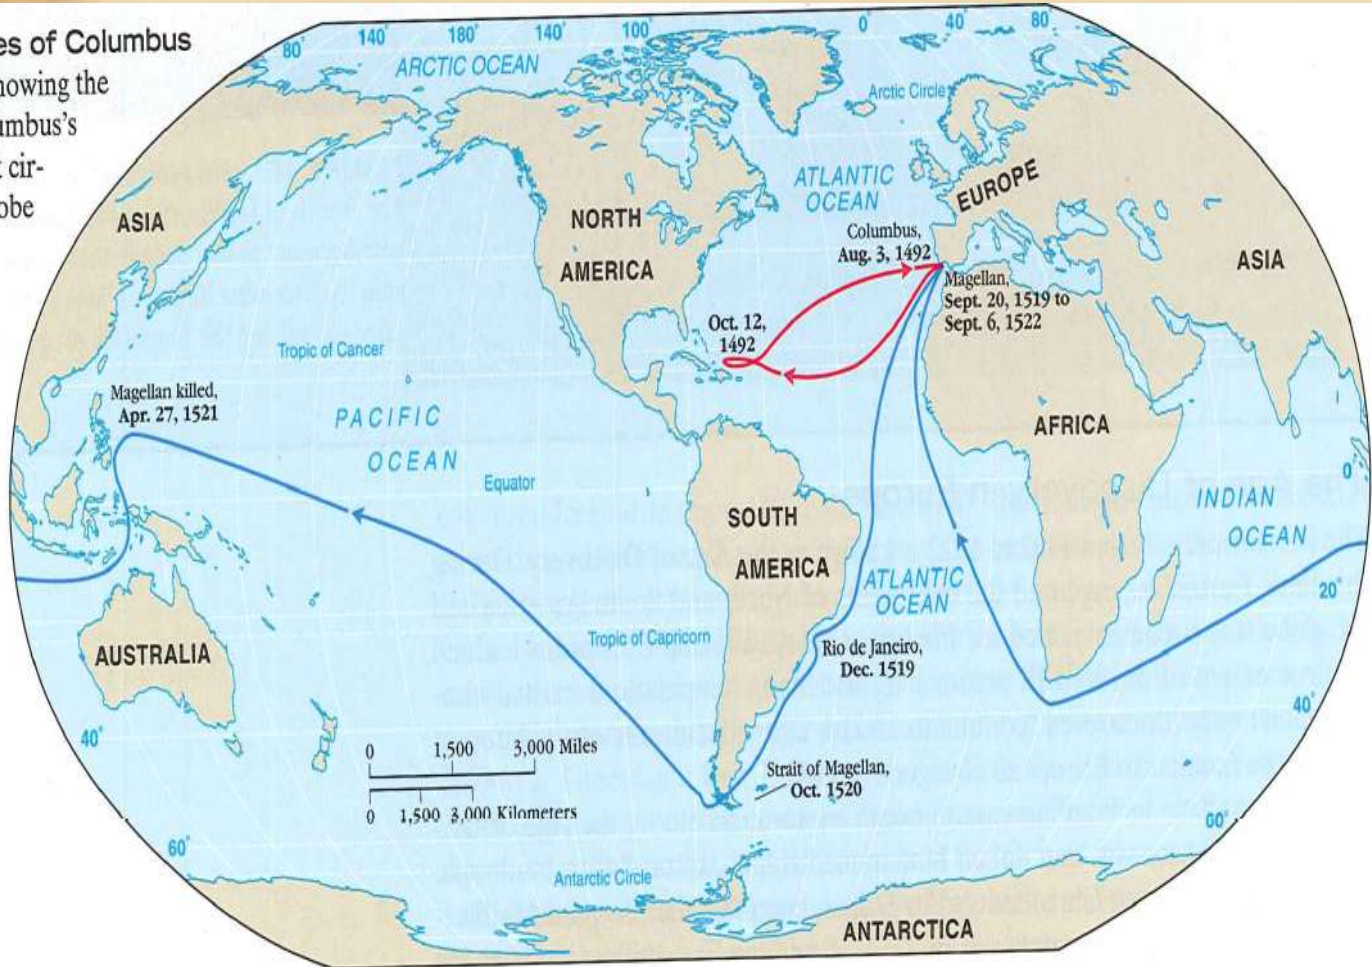 es of Columbus
howing the
umbus's
t cir-
obe
80°
140°
180°
140°
100°
0°
40°
80°
ARCTIC OCEAN
Arctic Circle
ATLANTIC
OCEAN
EUROPE
ASIA
NORTH
AMERICA
ASIA
Columbus,
Aug. 3, 1492
Magellan,
Sept. 20, 1519 to
Sept. 6, 1522
Oct. 12,
1492
Tropic of Cancer
Magellan killed,
Apr. 27, 1521
PACIFIC
OCEAN
AFRICA
Equator
0°
INDIAN
OCEAN
SOUTH
AMERICA
ATLANTIC
OCEAN
20°
Tropic of Capricorn
Rio de Janeiro,
Dec. 1519
AUSTRALIA
40°
40°
0 1,500 3,000 Miles
0 1,500 3,000 Kilometers
Strait of Magellan,
Oct. 1520
60°
60°
Antarctic Circle
ANTARCTICA